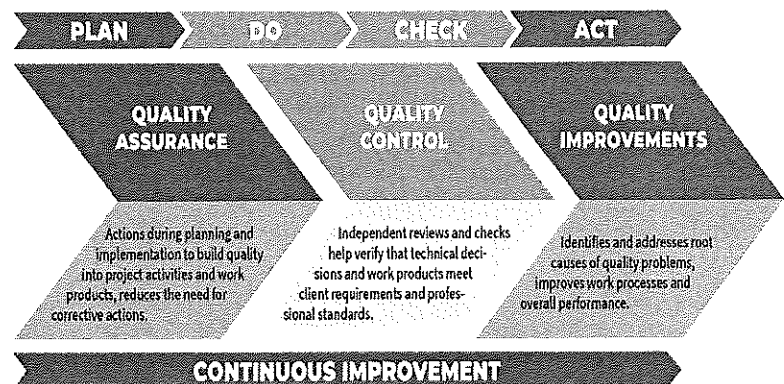 PLAN
DO
CHECK
ACT
QUALITY
ASSURANCE
QUALITY
CONTROL
QUALITY
IMPROVEMENTS
Actions during planning and
implementation to build quality
into project activities and work
products, reduces the need for
corrective actions.
Independent reviews and checks
help verify that technical deci-
sions and work products meet
client requirements and profes-
sional standards.
Identifies and addresses root
causes of quality problems,
improves work processes and
overall performance.
CONTINUOUS IMPROVEMENT